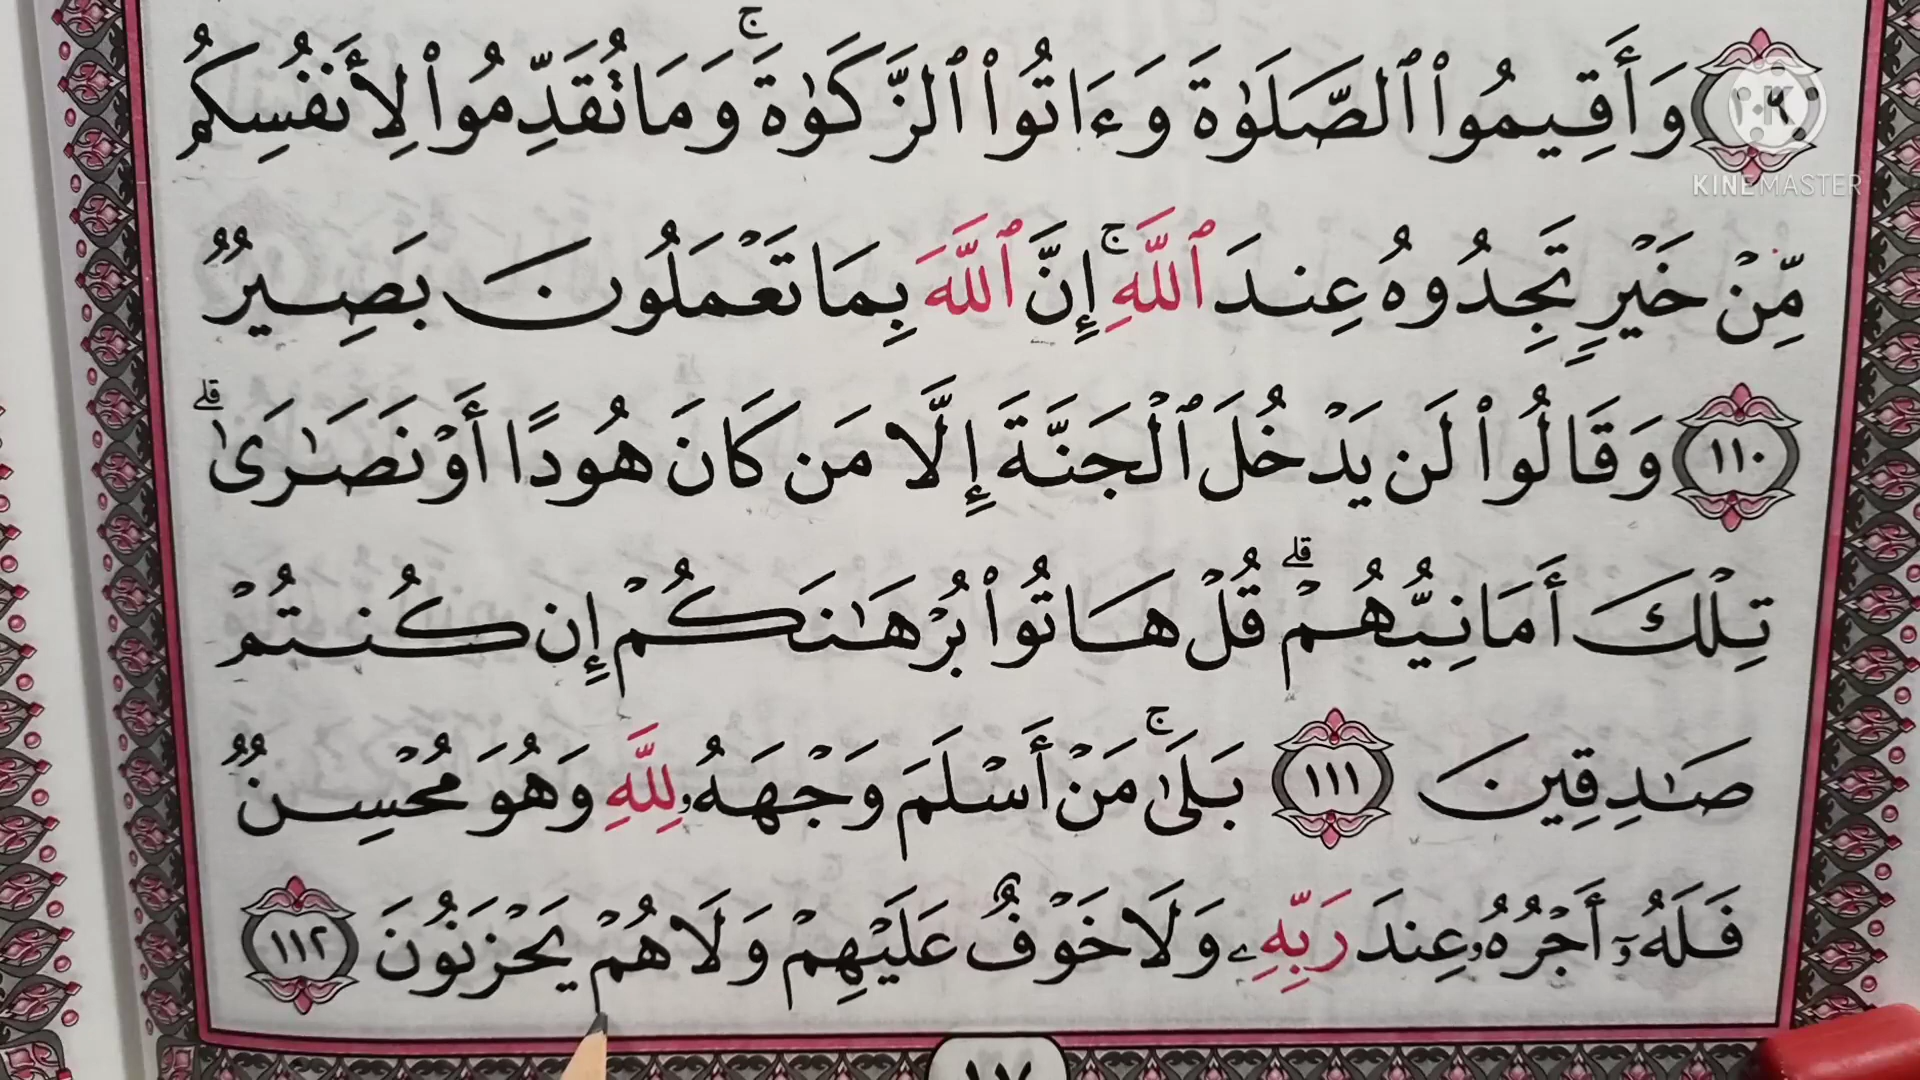 وَأَقِيمُوا۟ ٱلصَّلَوٰةَ وَءَاتُوا۟ ٱلزَّكَوٰةَۚ وَمَا تُقَدِّمُوا۟ لِأَنفُسِكُم
KINEMASTER
مِّنْ خَيْرٍ تَجِدُوهُ عِندَ ٱللَّهِۚ إِنَّ ٱللَّهَ بِمَا تَعْمَلُونَ بَصِيرٌ
١١٠ وَقَالُوا۟ لَن يَدْخُلَ ٱلْجَنَّةَ إِلَّا مَن كَانَ هُودًا أَوْ نَصَـٰرَىٰۗ
تِلْكَ أَمَانِيُّهُمْۗ قُلْ هَاتُوا۟ بُرْهَـٰنَكُمْ إِن كُنتُمْ
صَـٰدِقِينَ ١١١ بَلَىٰۚ مَنْ أَسْلَمَ وَجْهَهُۥ لِلَّهِ وَهُوَ مُحْسِنٌ
فَلَهُۥٓ أَجْرُهُۥ عِندَ رَبِّهِۦ وَلَا خَوْفٌ عَلَيْهِمْ وَلَا هُمْ يَحْزَنُونَ ١١٢
١٧